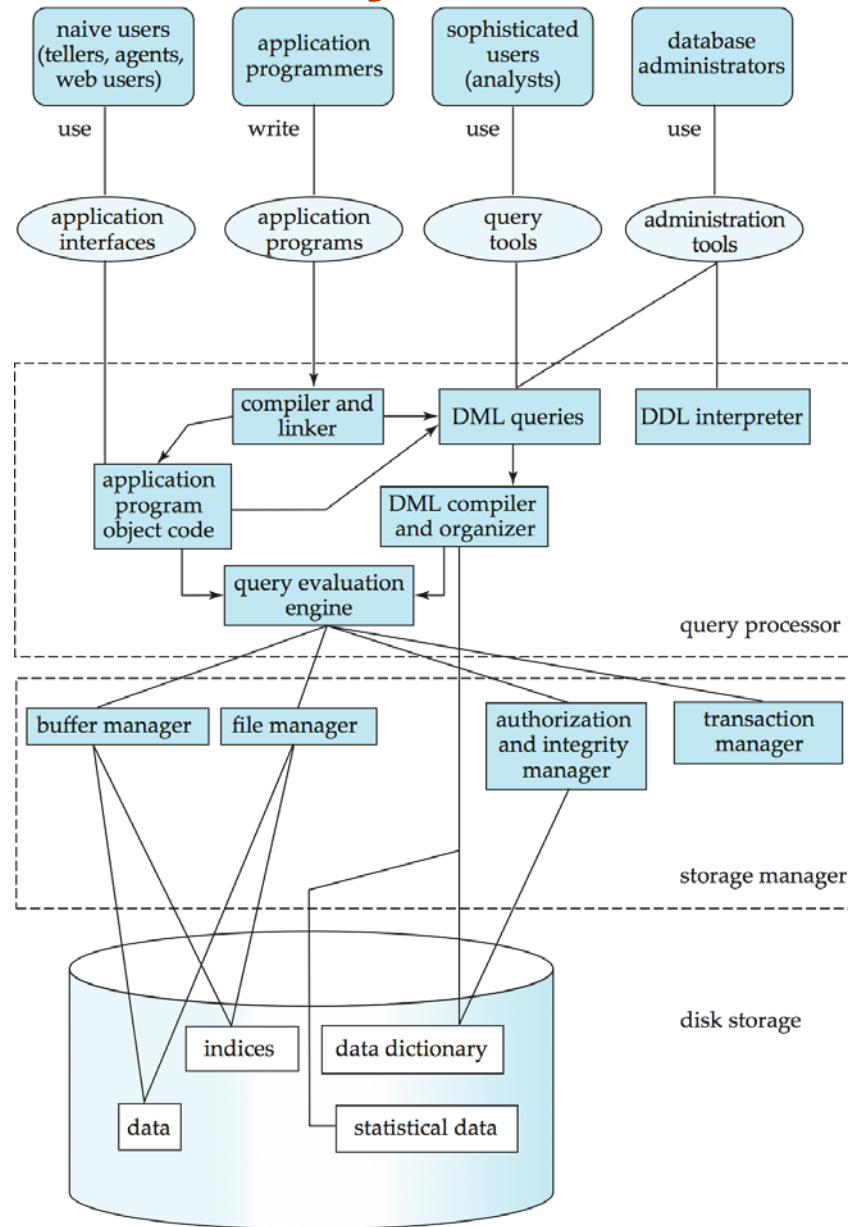 naive users
(tellers, agents,
web users)
application
programmers
sophisticated
users
(analysts)
database
administrators
use
write
use
use
application
interfaces
application
programs
query
tools
administration
tools
compiler and
linker
DML queries
DDL interpreter
application
program
object code
DML compiler
and organizer
query evaluation
engine
query processor
buffer manager
file manager
authorization
and integrity
manager
transaction
manager
storage manager
disk storage
indices
data dictionary
data
statistical data